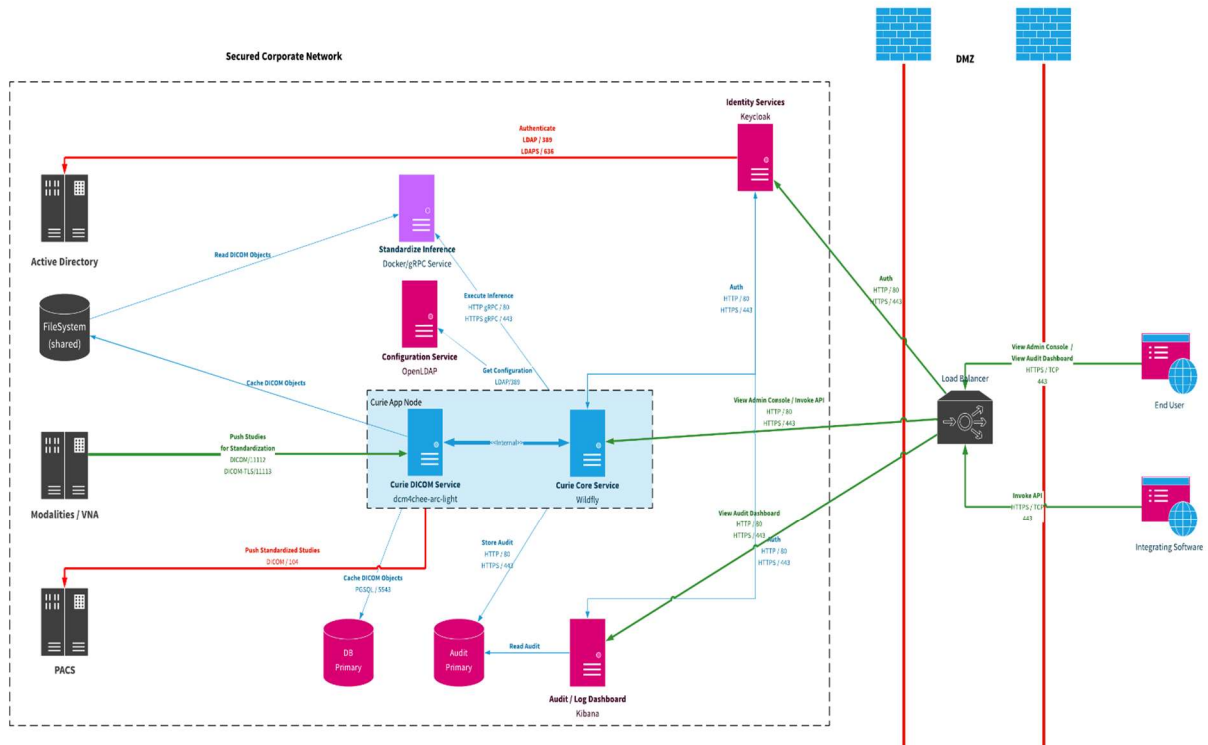 Secured Corporate Network
DMZ
Identity Services
Keycloak
Authenticate
LDAP / 389
LDAPS / 636
Active Directory
Standardize Inference
Docker/gRPC Service
Read DICOM Objects
FileSystem
(shared)
Execute Inference
HTTP gRPC / 80
HTTPS gRPC / 443
Auth
HTTP / 80
HTTPS / 443
Auth
HTTP / 80
HTTPS / 443
Configuration Service
OpenLDAP
Get Configuration
LDAP/389
Cache DICOM Objects
View Admin Console /
View Audit Dashboard
HTTPS / TCP
443
End User
Load Balancer
Curie App Node
View Admin Console / Invoke API
HTTP / 80
HTTPS / 443
Push Studies
for Standardization
DICOM/11112
DICOM-TLS/11113
<<Internal>>
Curie DICOM Service
dcm4chee-arc-light
Curie Core Service
Wildfly
Modalities / VNA
Invoke API
HTTPS / TCP
443
Integrating Software
View Audit Dashboard
HTTP / 80
HTTPS / 443
Auth
HTTP / 80
HTTPS / 443
Store Audit
HTTP / 80
HTTPS / 443
Push Standardized Studies
DICOM / 104
Cache DICOM Objects
PGSQL / 5543
PACS
DB
Primary
Audit
Primary
Read Audit
Audit / Log Dashboard
Kibana